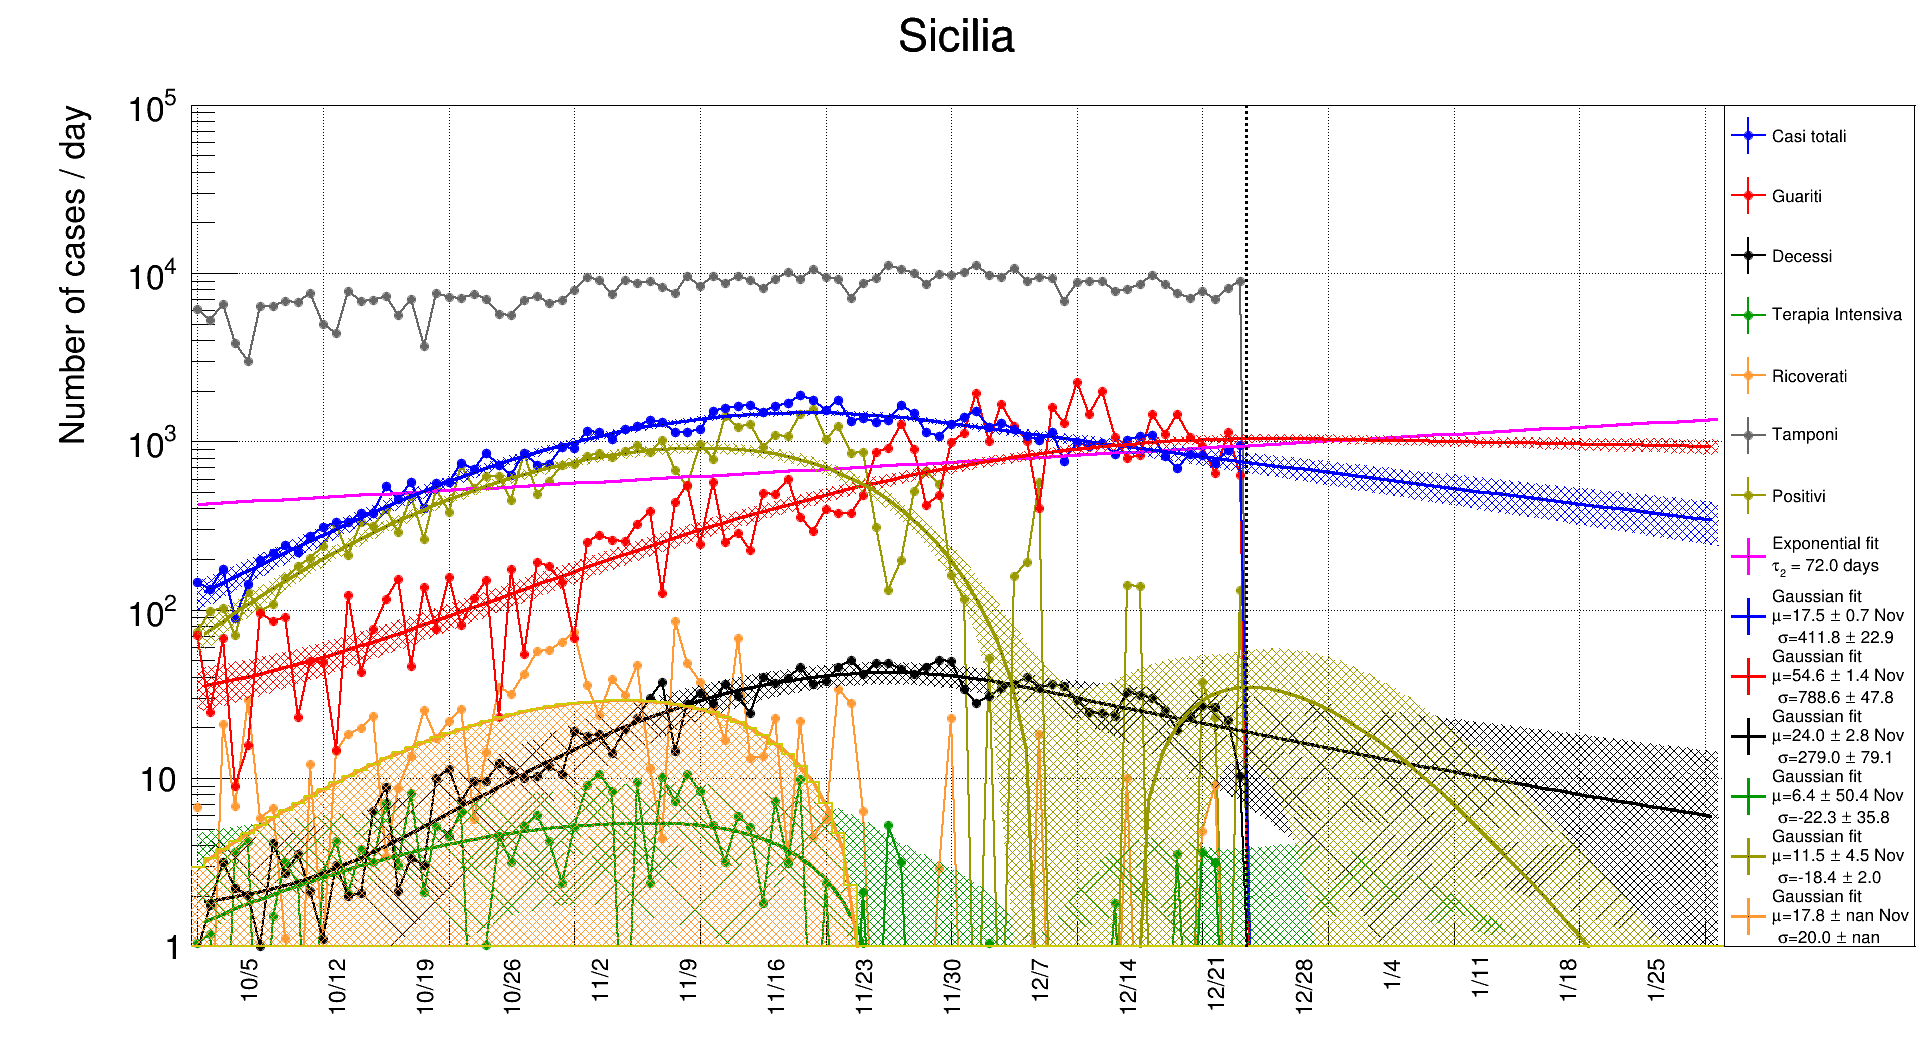 Sicilia
Number of cases / day
10^5
10^4
10^3
10^2
10
1
10/5 10/12 10/19 10/26 11/2 11/9 11/16 11/23 11/30 12/7 12/14 12/21 12/28 1/4 1/11 1/18 1/25
Casi totali
Guariti
Decessi
Terapia Intensiva
Ricoverati
Tamponi
Positivi
Exponential fit
τ₂ = 72.0 days
Gaussian fit
μ=17.5 ± 0.7 Nov
σ=411.8 ± 22.9
Gaussian fit
μ=54.6 ± 1.4 Nov
σ=788.6 ± 47.8
Gaussian fit
μ=24.0 ± 2.8 Nov
σ=279.0 ± 79.1
Gaussian fit
μ=6.4 ± 50.4 Nov
σ=-22.3 ± 35.8
Gaussian fit
μ=11.5 ± 4.5 Nov
σ=-18.4 ± 2.0
Gaussian fit
μ=17.8 ± nan Nov
σ=20.0 ± nan